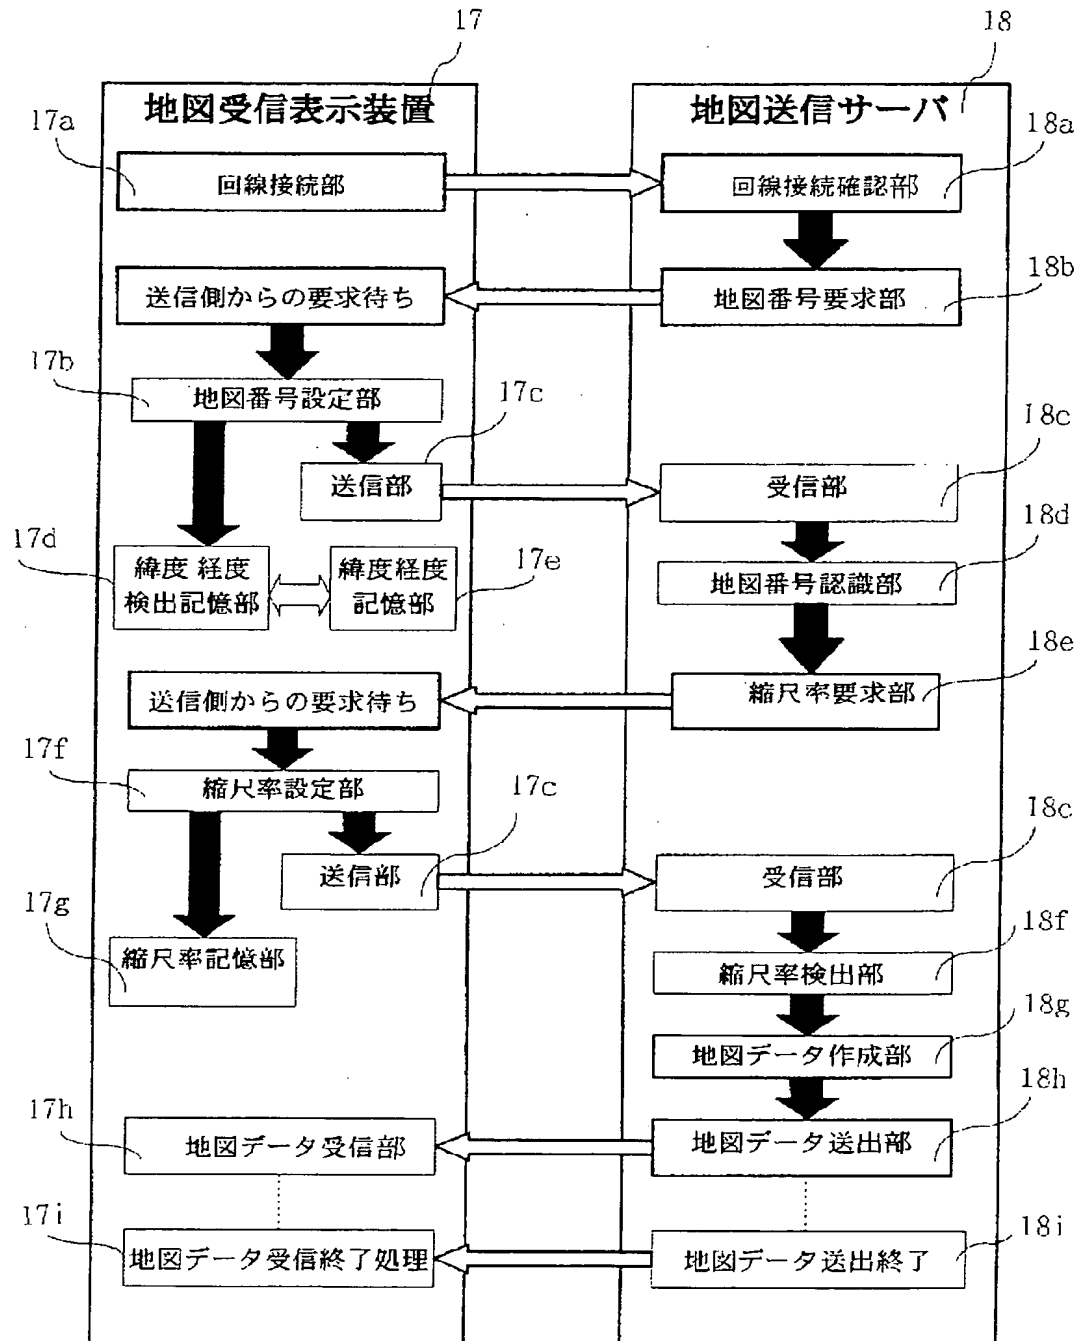 17
18
地図受信表示装置
地図送信サーバ
17a
18a
回線接続部
回線接続確認部
18b
送信側からの要求待ち
地図番号要求部
17b
地図番号設定部
17c
18c
送信部
受信部
17d
18d
緯度 経度
検出記憶部
緯度経度
記憶部
17e
地図番号認識部
18e
送信側からの要求待ち
縮尺率要求部
17f
縮尺率設定部
17c
18c
送信部
受信部
17g
縮尺率記憶部
18f
縮尺率検出部
18g
地図データ作成部
18h
17h
地図データ受信部
地図データ送出部
17i
18i
地図データ受信終了処理
地図データ送出終了